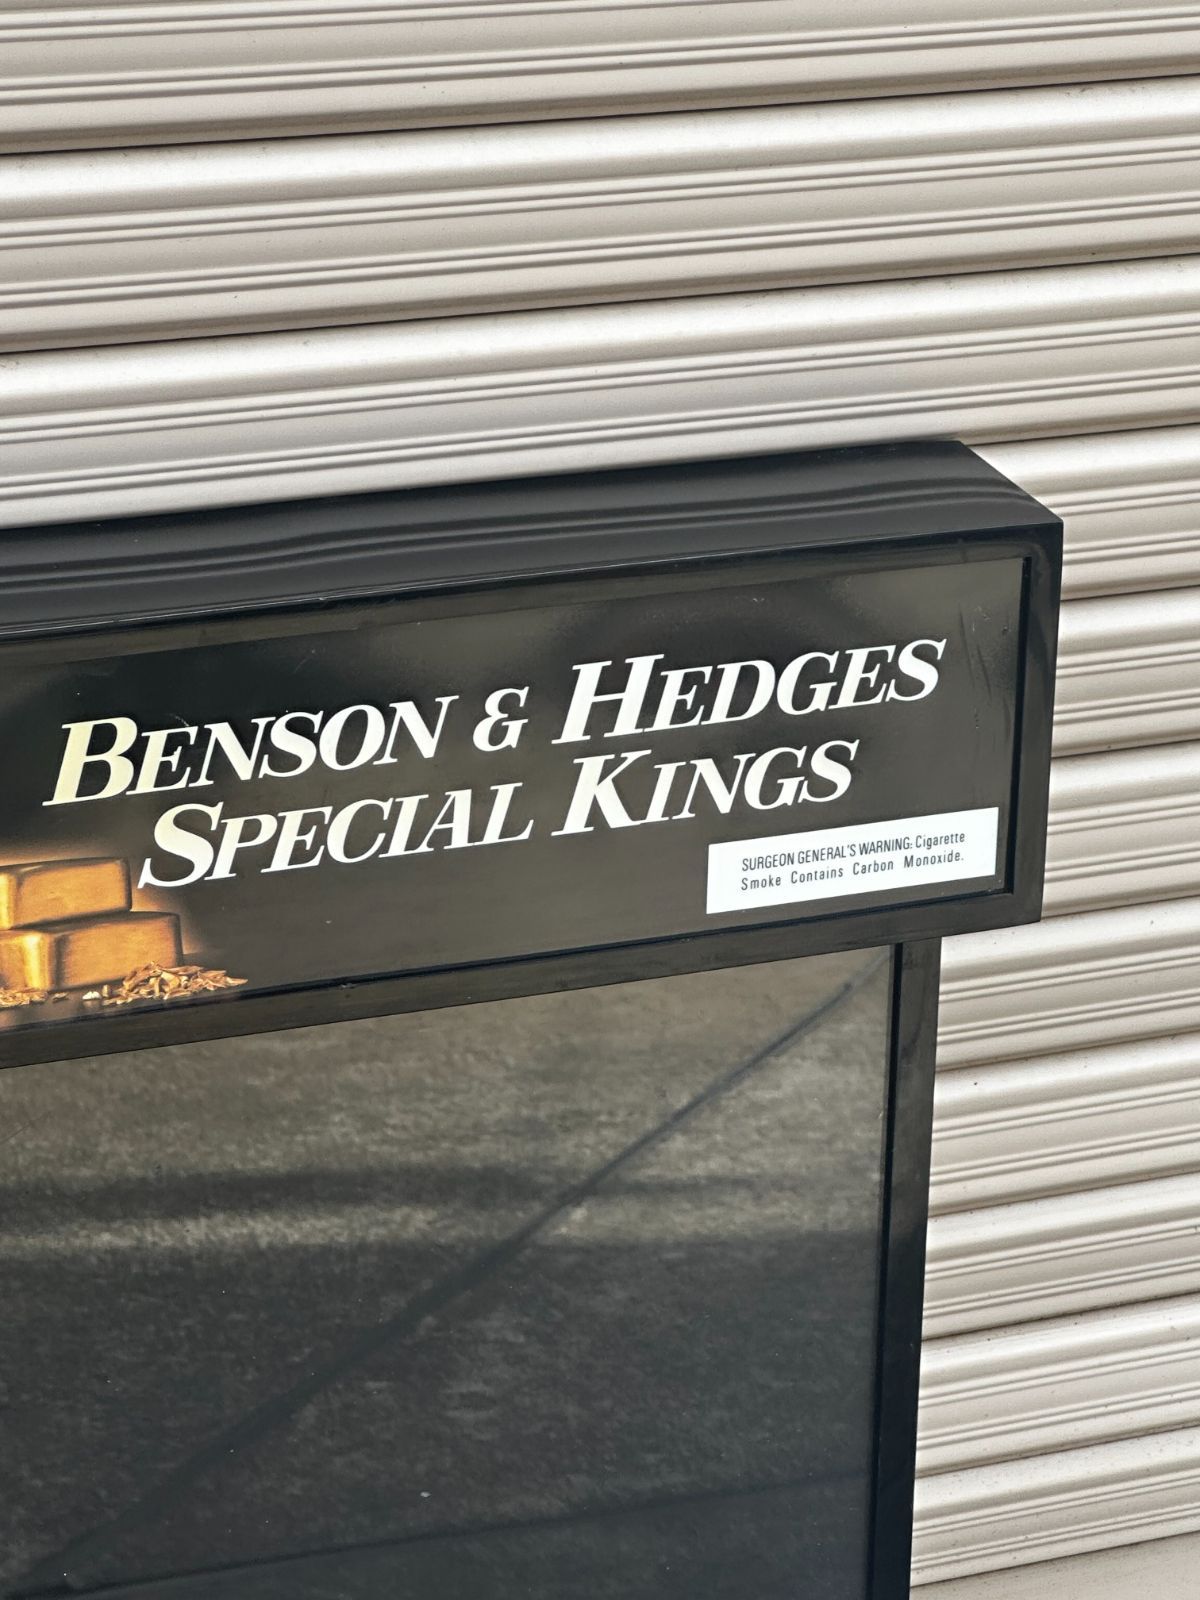 BENSON & HEDGES
SPECIAL KINGS
SURGEON GENERAL'S WARNING: Cigarette
Smoke Contains Carbon Monoxide.